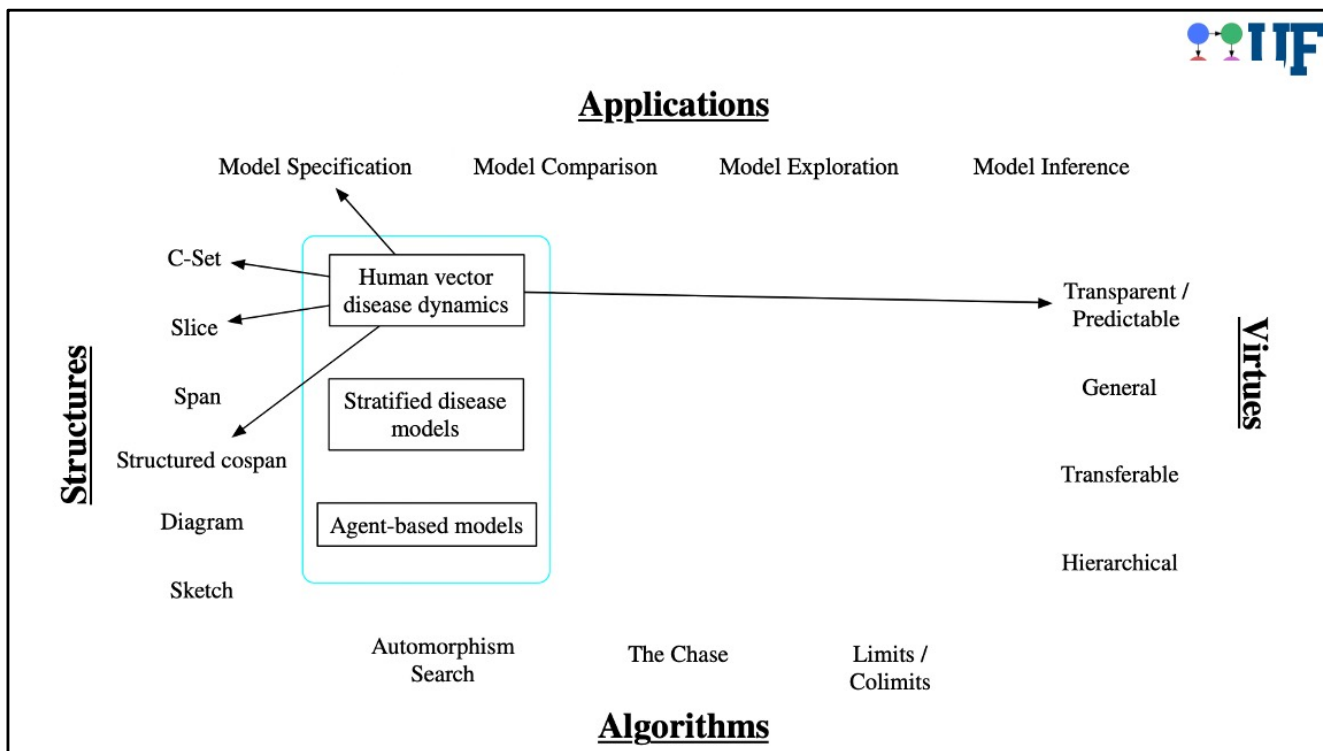 UF
Applications
Model Specification
Model Comparison
Model Exploration
Model Inference
C-Set
Human vector
disease dynamics
Transparent /
Predictable
Slice
Structures
Span
Stratified disease
models
General
Virtues
Structured cospan
Transferable
Diagram
Agent-based models
Hierarchical
Sketch
Automorphism
Search
The Chase
Limits /
Colimits
Algorithms